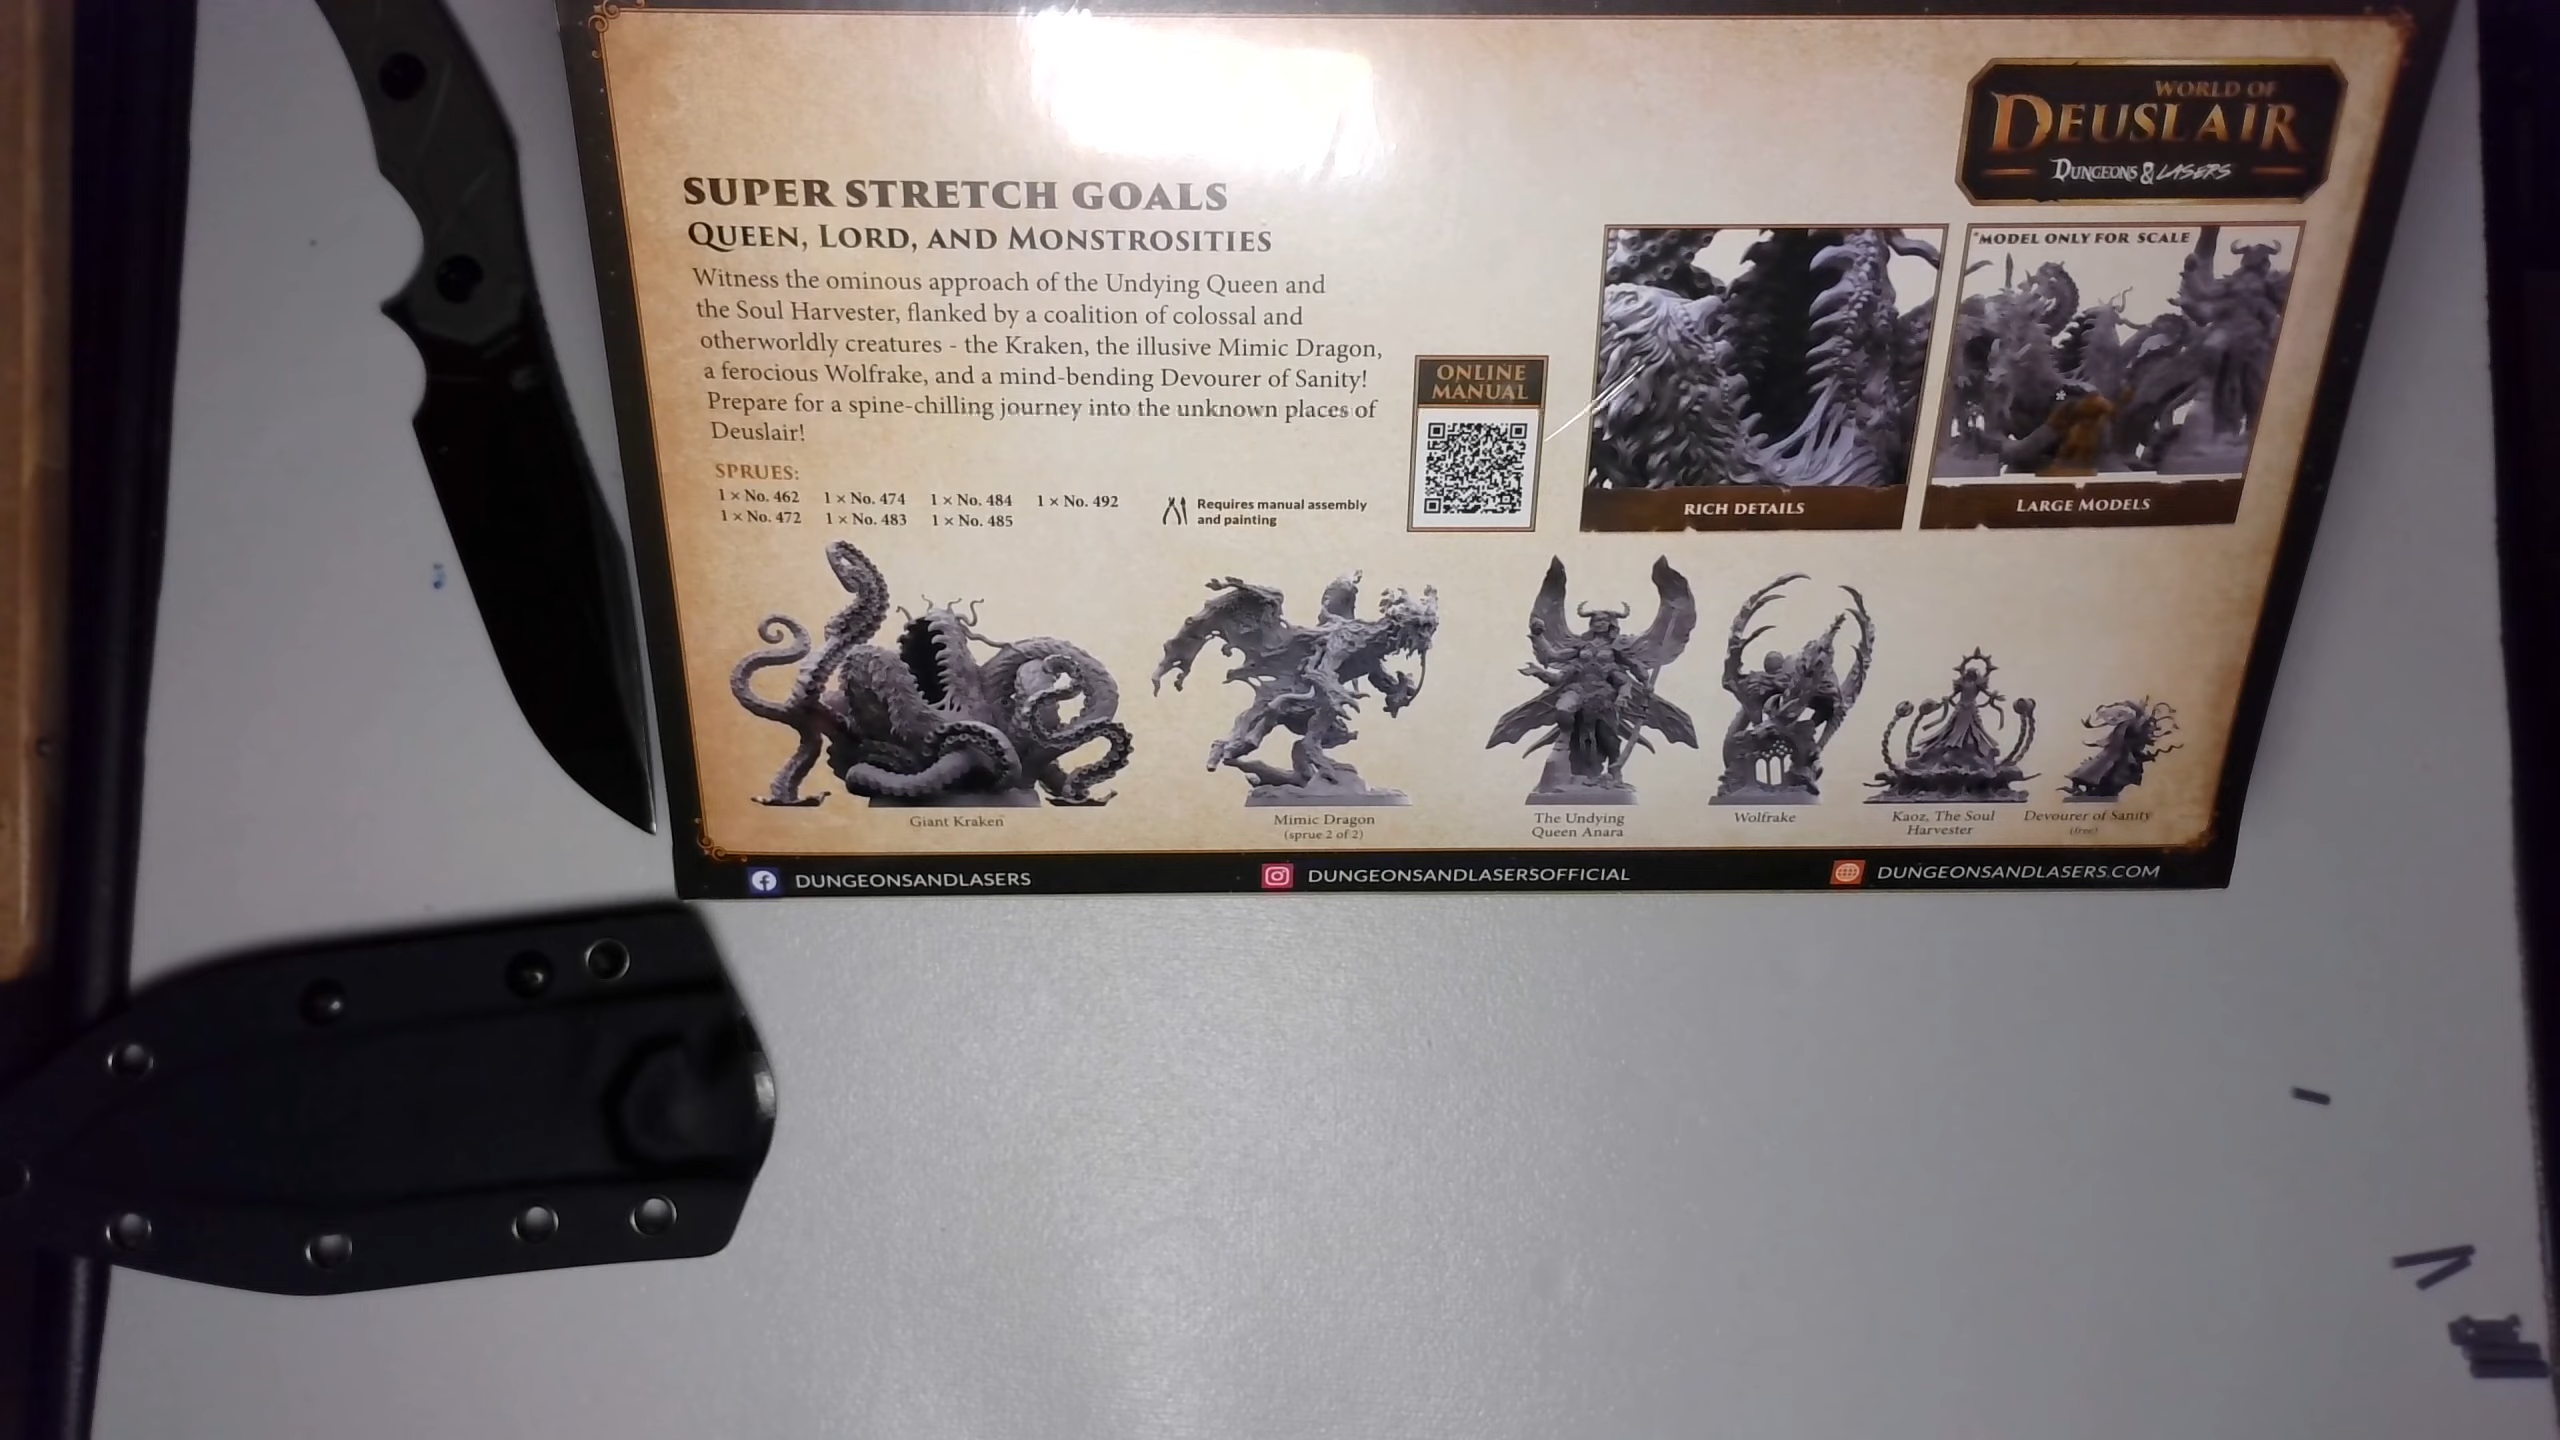 WORLD OF
DEUSLAIR
DUNGEONS & LASERS
SUPER STRETCH GOALS
QUEEN, LORD, AND MONSTROSITIES
Witness the ominous approach of the Undying Queen and
the Soul Harvester, flanked by a coalition of colossal and
otherworldly creatures - the Kraken, the illusive Mimic Dragon,
a ferocious Wolfrake, and a mind-bending Devourer of Sanity!
Prepare for a spine-chilling journey into the unknown places of
Deuslair!
SPRUES:
1 × No. 462 1 × No. 474 1 × No. 484 1 × No. 492
1 × No. 472 1 × No. 483 1 × No. 485
Requires manual assembly
and painting
ONLINE
MANUAL
RICH DETAILS
*MODEL ONLY FOR SCALE
*
LARGE MODELS
Giant Kraken
Mimic Dragon
(sprue 2 of 2)
The Undying
Queen Anara
Wolfrake
Kaoz, The Soul
Harvester
Devourer of Sanity
(free)
DUNGEONSANDLASERS
DUNGEONSANDLASERSOFFICIAL
DUNGEONSANDLASERS.COM